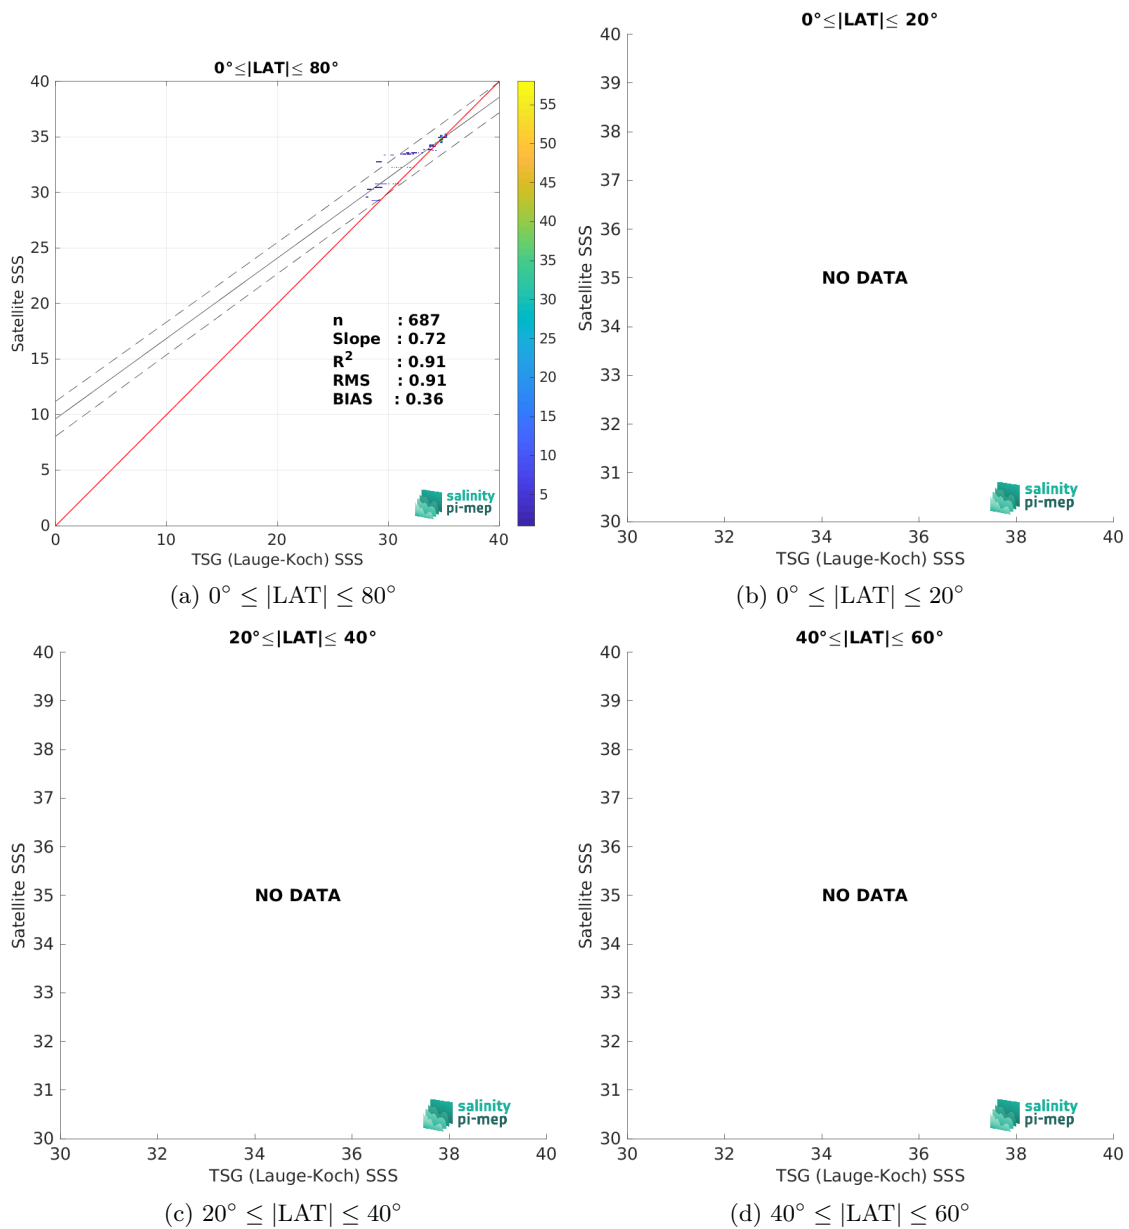 0°≤|LAT|≤ 80°
40
35
30
25
20
15
10
5
0
Satellite SSS
0
10
20
30
40
TSG (Lauge-Koch) SSS
55
50
45
40
35
30
25
20
15
10
5
n : 687
Slope : 0.72
R² : 0.91
RMS : 0.91
BIAS : 0.36
salinity
pi-mep
(a) 0° ≤ |LAT| ≤ 80°
0°≤|LAT|≤ 20°
40
39
38
37
36
35
34
33
32
31
30
Satellite SSS
NO DATA
salinity
pi-mep
30
32
34
36
38
40
TSG (Lauge-Koch) SSS
(b) 0° ≤ |LAT| ≤ 20°
20°≤|LAT|≤ 40°
40
39
38
37
36
35
34
33
32
31
30
Satellite SSS
NO DATA
salinity
pi-mep
30
32
34
36
38
40
TSG (Lauge-Koch) SSS
(c) 20° ≤ |LAT| ≤ 40°
40°≤|LAT|≤ 60°
40
39
38
37
36
35
34
33
32
31
30
Satellite SSS
NO DATA
salinity
pi-mep
30
32
34
36
38
40
TSG (Lauge-Koch) SSS
(d) 40° ≤ |LAT| ≤ 60°